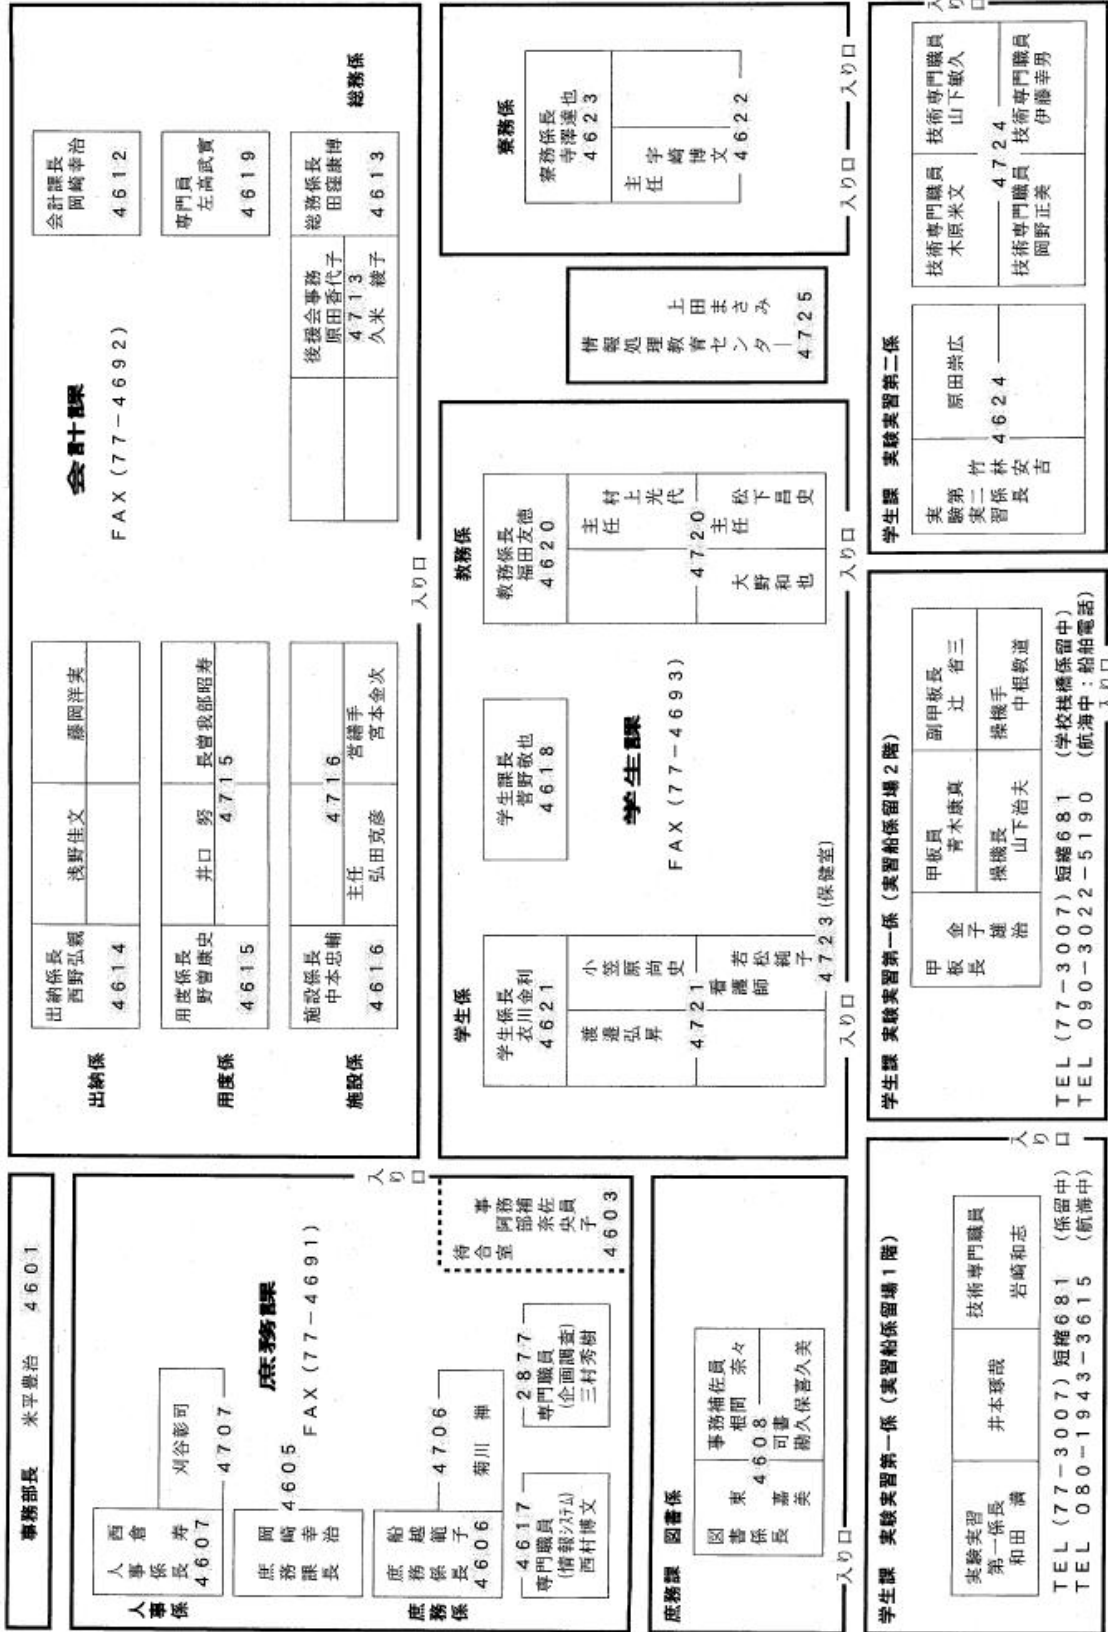 事務部長 米平豊治 4601
人事係
人事係長
西倉 寿
4607
刈谷彰司
4707
庶務課長
岡崎幸治
4605
庶務課
FAX (77-4691)
庶務係
庶務係長
船越範子
4606
4706
菊川 禅
4617
専門職員
(情報システム)
西村博文
2877
専門職員
(企画調査)
三村秀樹
待合室
事務補佐員
阿部奈央子
4603
入り口
会計課
FAX (77-4692)
出納係
出納係長
西野弘親
4614
浅野佳文
藤岡洋実
用度係
用度係長
野曽康史
4615
井口 努
長曽我部昭寿
4715
施設係
施設係長
中本忠輔
4616
4716
主任
弘田克彦
営繕手
宮本金次
会計課長
岡崎幸治
4612
専門員
左高武實
4619
総務係
総務係長
田窪康博
4613
後援会事務
原田香代子
4713
久米 綾子
入り口
庶務課 図書係
図書係長
東 嘉美
事務補佐員
根間 奈々
4608
司書
勘久保喜久美
入り口
学生課
FAX (77-4693)
学生係
学生係長
衣川金利
4621
渡邉弘昇
小笠原尚史
4721
看護師
若松純子
4723 (保健室)
学生課長
菅野敬也
4618
教務係
教務係長
福田友徳
4620
主任
村上光代
4720
大野和也
主任
松下昌史
入り口
入り口
情報処理教育センター
上田まさみ
4725
寮務係
寮務係長
寺澤達也
4623
主任
宇崎博文
4622
入り口
入り口
学生課 実験実習第一係 (実習船係留場1階)
実験実習
第一係長
和田 満
井本琢哉
技術専門職員
岩崎和志
TEL (77-3007) 短縮681 (係留中)
TEL 080-1943-3615 (航海中)
入り口
学生課 実験実習第一係 (実習船係留場2階)
甲板長
金子雄治
甲板員
青木康真
副甲板長
辻 省三
操機長
山下治夫
操機手
中根敦道
TEL (77-3007) 短縮681 (学校桟橋係留中)
TEL 090-3022-5190 (航海中:船舶電話)
入り口
学生課 実験実習第二係
実験実習第二係長
竹林安吉
原田崇広
4624
技術専門職員
木原米文
技術専門職員
山下敏久
4724
技術専門職員
岡野正美
技術専門職員
伊藤幸男
入り口